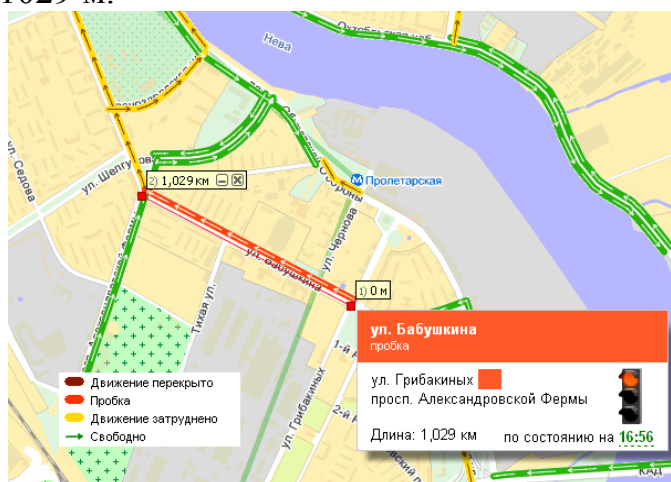 1029 м.
Октябрьская наб.
Нева
ул. Седова
ул. Шелгунова
2) 1,029 км
Пролетарская
ул. Чернова
ул. Бабушкина
1) 0 м
Тихая ул.
ул. Бабушкина
пробка
ул. Грибакиных
просп. Александровской Фермы
Длина: 1,029 км
по состоянию на 16:56
Движение перекрыто
Пробка
Движение затруднено
Свободно
ул. Грибакиных
КАД